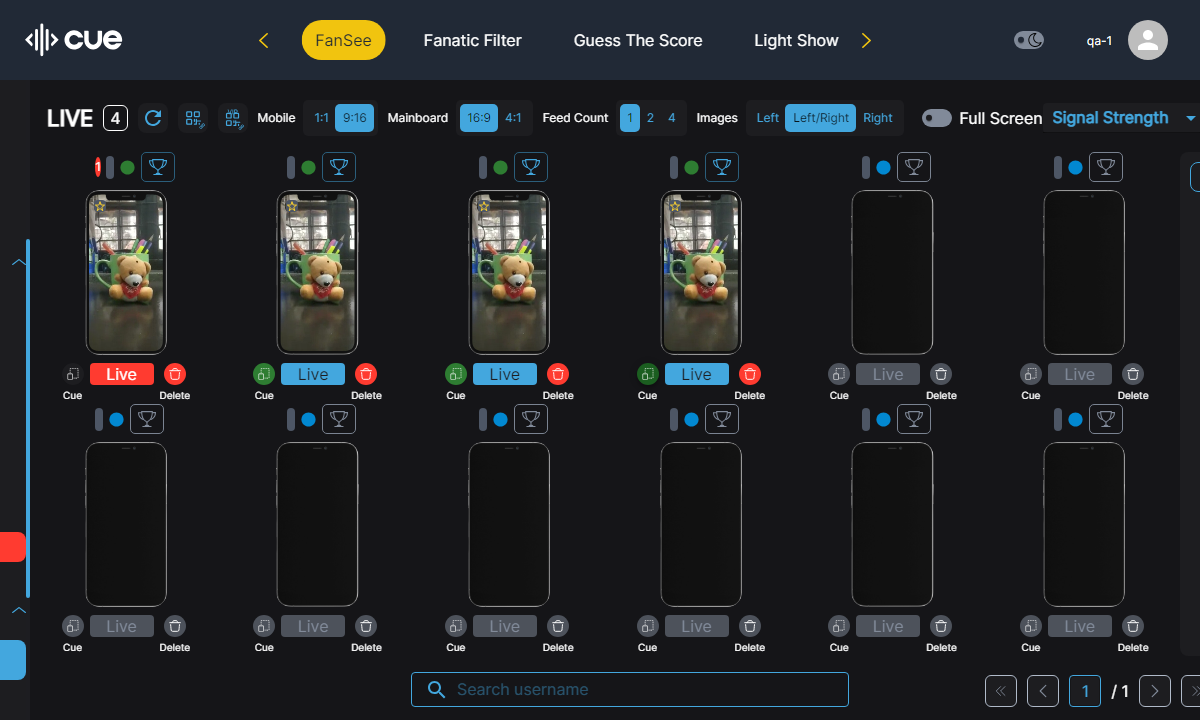 cue
FanSee
Fanatic Filter
Guess The Score
Light Show
qa-1
LIVE 4
Mobile 1:1 9:16
Mainboard 16:9 4:1
Feed Count 1 2 4
Images Left Left/Right Right
Full Screen
Signal Strength
1
Live Live Live Live Live Live
Cue Delete Cue Delete Cue Delete Cue Delete Cue Delete Cue Delete
Live Live Live Live Live Live
Cue Delete Cue Delete Cue Delete Cue Delete Cue Delete Cue Delete
Search username
1 / 1